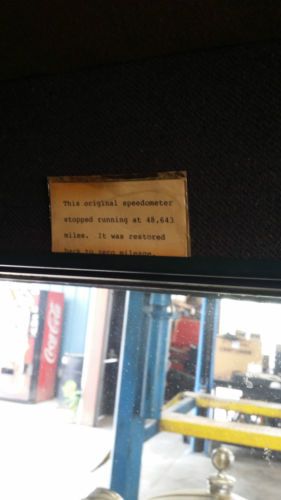 This original speedometer
stopped running at 48,643
miles. It was restored
back to zero mileage.
Coca-Cola